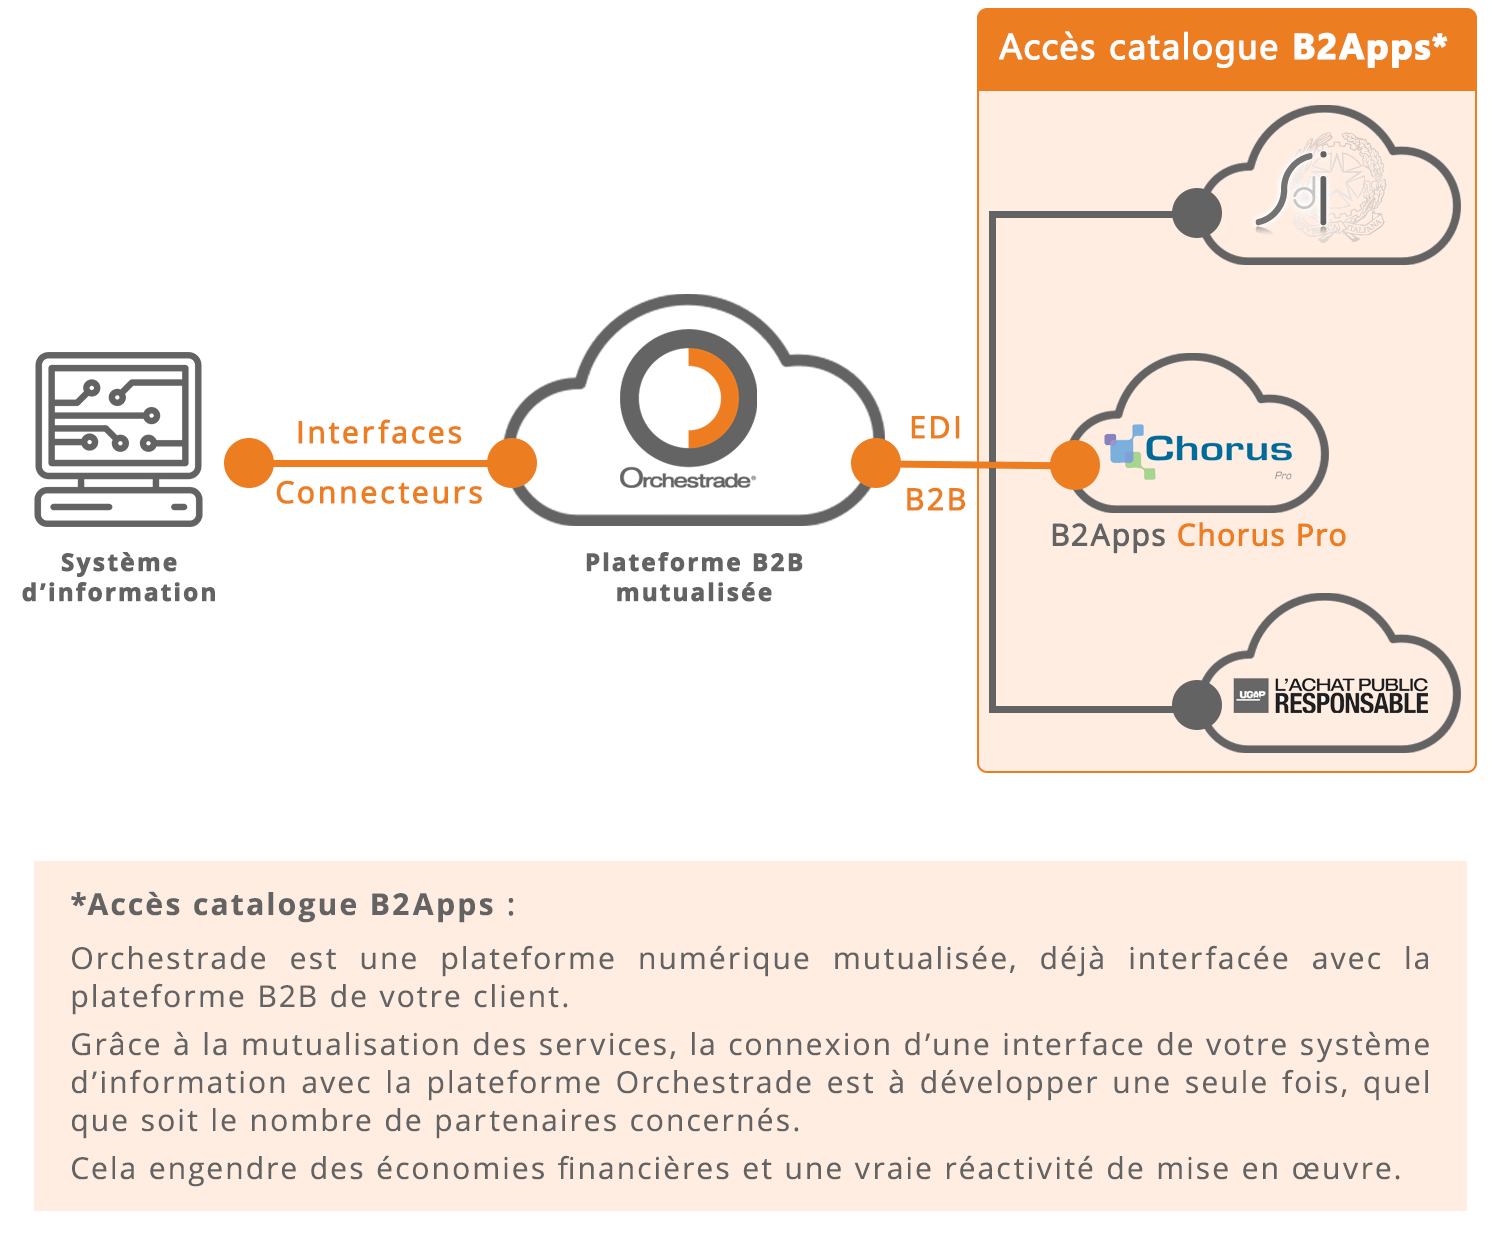 Accès catalogue B2Apps*
SdI
Interfaces
Connecteurs
Orchestrade®
EDI
B2B
Chorus
Pro
B2Apps Chorus Pro
Système
d’information
Plateforme B2B
mutualisée
UGAP
L’ACHAT PUBLIC
RESPONSABLE
*Accès catalogue B2Apps :
Orchestrade est une plateforme numérique mutualisée, déjà interfacée avec la
plateforme B2B de votre client.
Grâce à la mutualisation des services, la connexion d’une interface de votre système
d’information avec la plateforme Orchestrade est à développer une seule fois, quel
que soit le nombre de partenaires concernés.
Cela engendre des économies financières et une vraie réactivité de mise en œuvre.